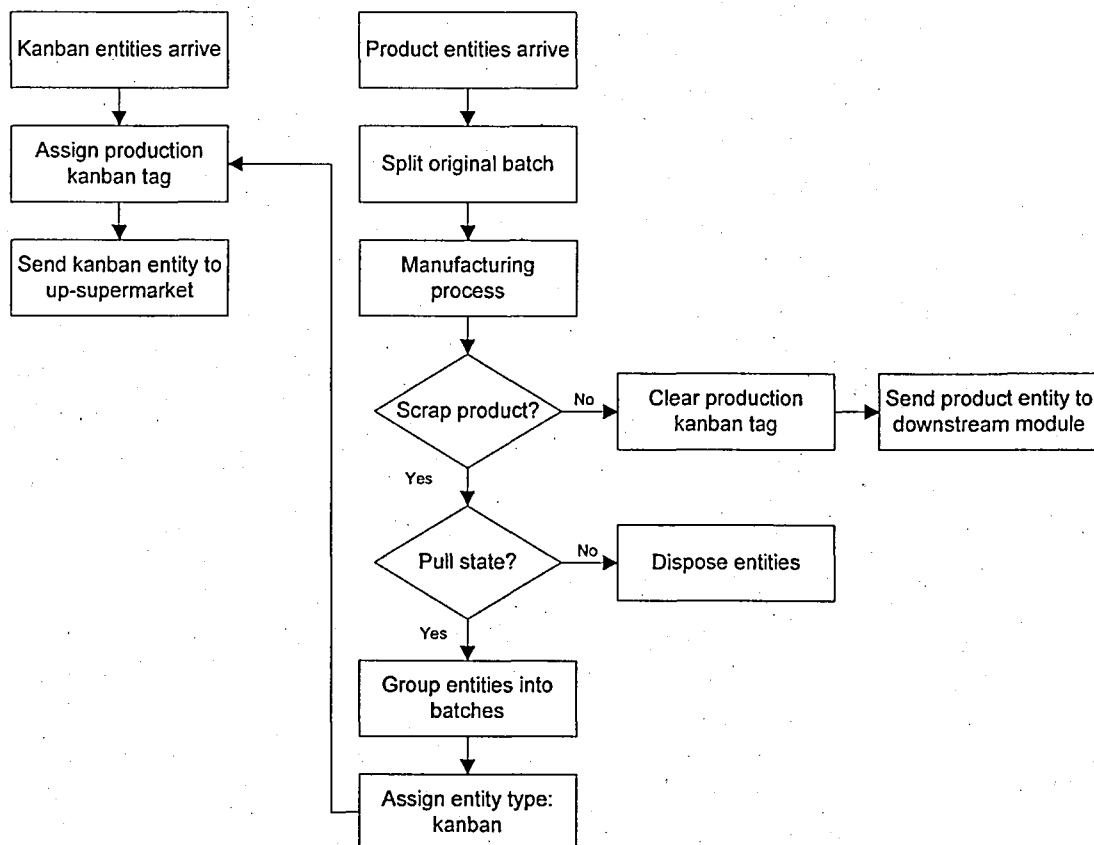 Kanban entities arrive
Product entities arrive
Assign production
kanban tag
Split original batch
Send kanban entity to
up-supermarket
Manufacturing
process
Scrap product?
No
Clear production
kanban tag
Send product entity to
downstream module
Yes
Pull state?
No
Dispose entities
Yes
Group entities into
batches
Assign entity type:
kanban